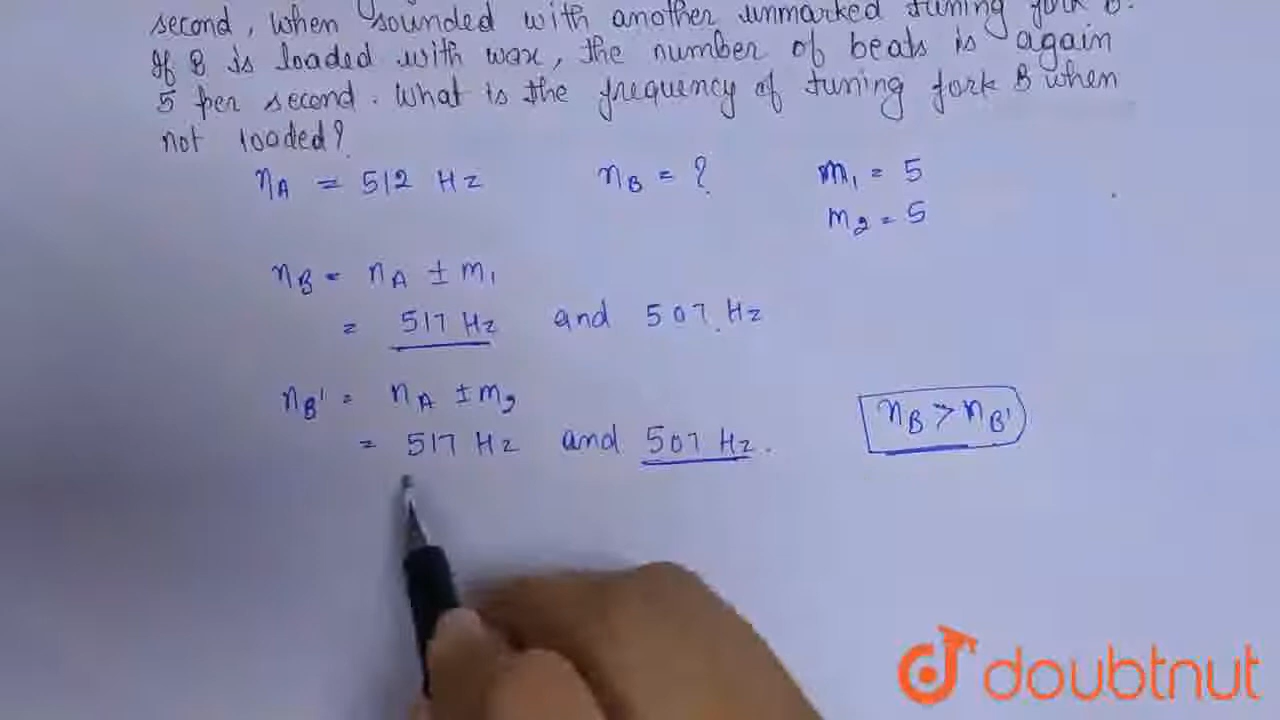 second, when sounded with another unmarked tuning fork B.
If B is loaded with wax, the number of beats is again
5 per second. What is the frequency of tuning fork B when
not loaded?
nA = 512 Hz nB = ? m1 = 5
m2 = 5
nB = nA ± m1
= 517 Hz and 507 Hz
nB' = nA ± m2
= 517 Hz and 507 Hz. nB > nB'
doubtnut